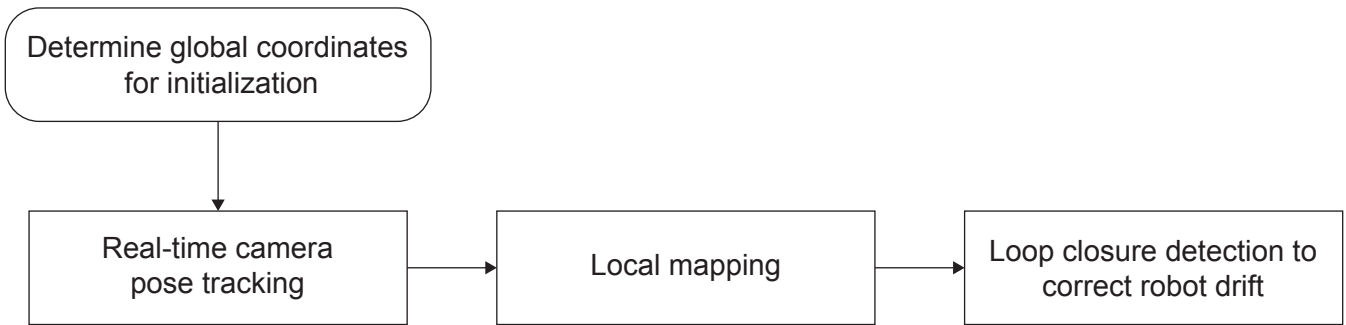 Determine global coordinates
for initialization
Real-time camera
pose tracking
Local mapping
Loop closure detection to
correct robot drift